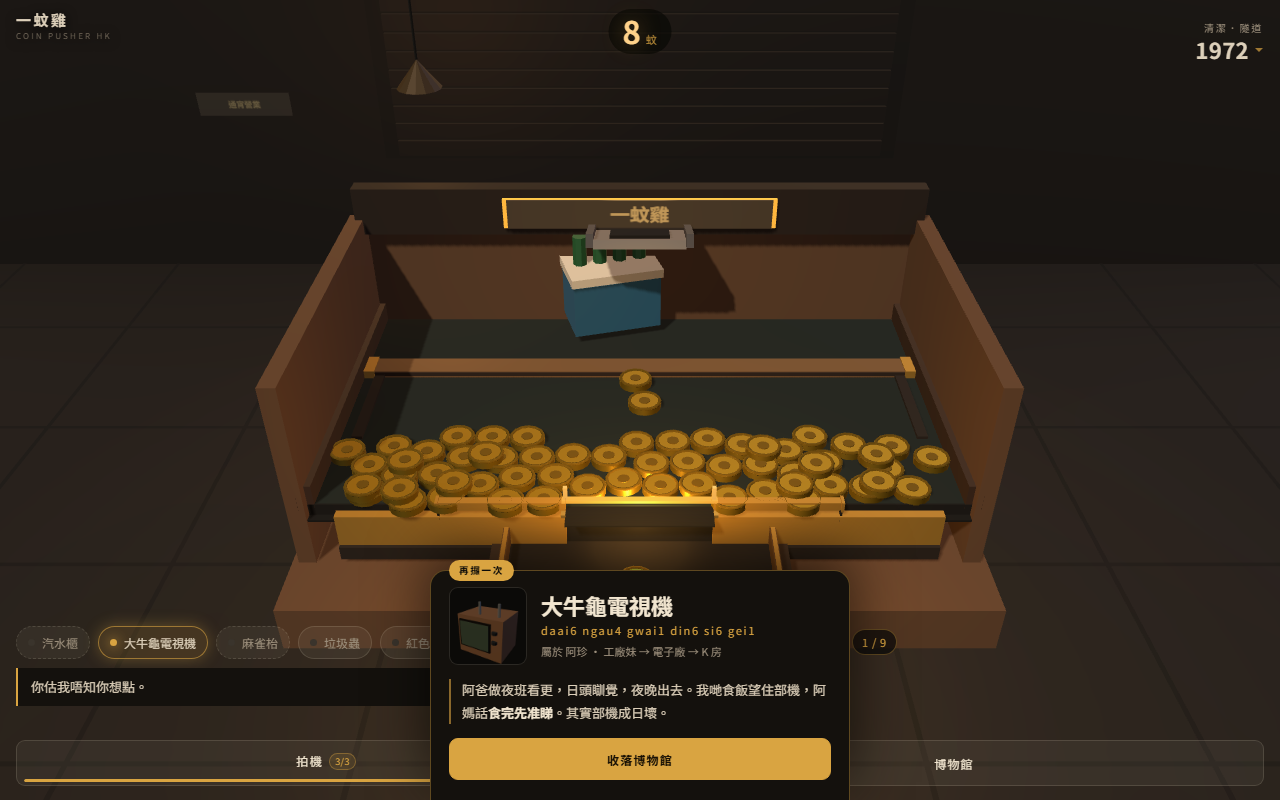 一蚊雞
COIN PUSHER HK
8 蚊
清潔・隧道
1972
一蚊雞
再摑一次
大牛龜電視機
daai6 ngau4 gwai1 din6 si6 gei1
屬於 阿珍 · 工廠妹 → 電子廠 → K 房
汽水櫃
大牛龜電視機
麻雀枱
垃圾蟲
紅色
1 / 9
你估我唔知你想點。
阿爸做夜班看更，日頭瞓覺，夜晚出去。我哋食飯望住部機，阿
媽話食完先准睇。其實部機成日壞。
拍機 3/3
收落博物館
博物館